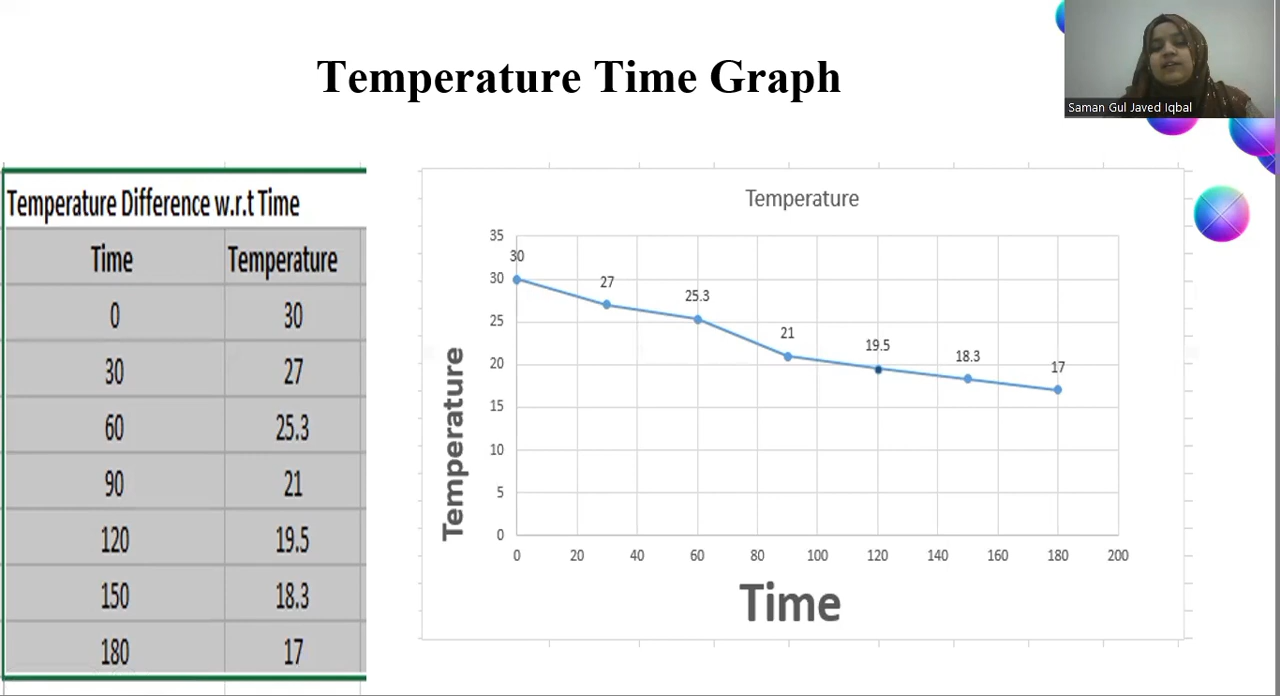 Temperature Time Graph
Saman Gul Javed Iqbal
Temperature Difference w.r.t Time
Time Temperature
0 30
30 27
60 25.3
90 21
120 19.5
150 18.3
180 17
Temperature
35
30
25
20
15
10
5
0
30
27
25.3
21
19.5
18.3
17
Temperature
0 20 40 60 80 100 120 140 160 180 200
Time